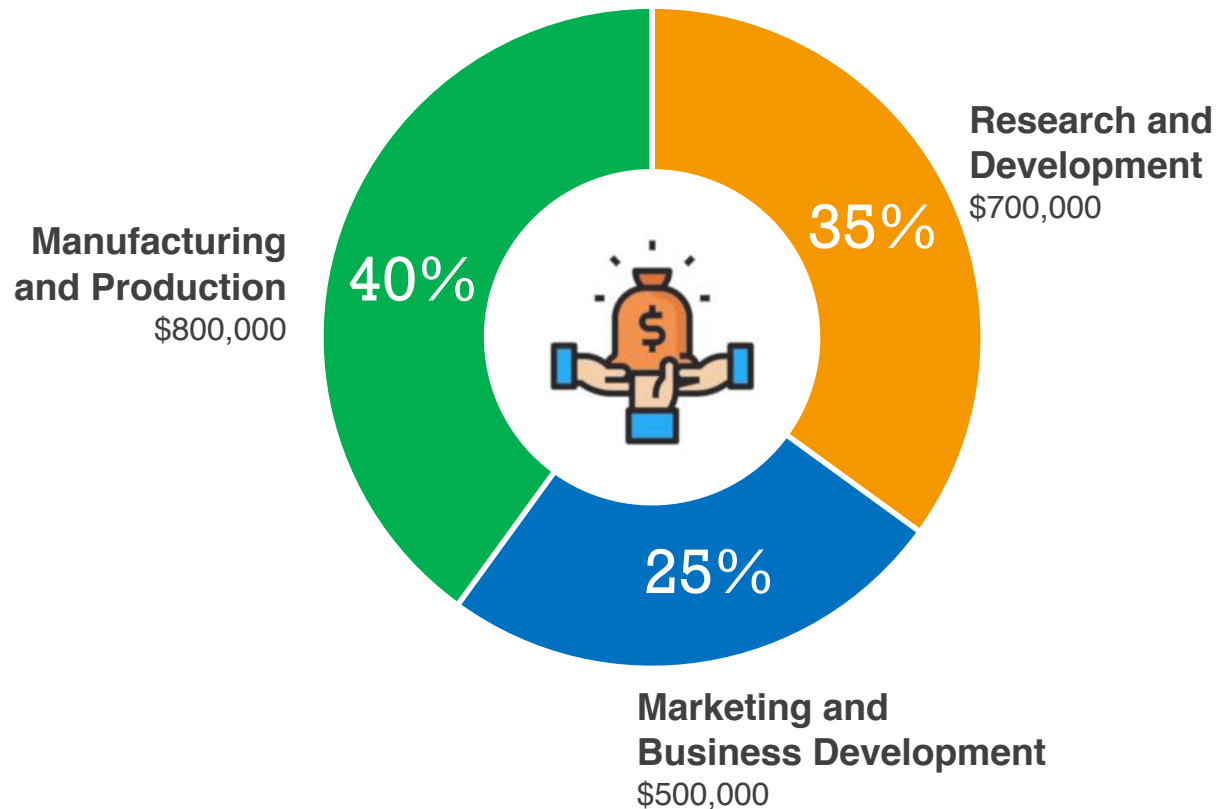 Research and
Development
$700,000
35%
Manufacturing
and Production
$800,000
40%
$
25%
Marketing and
Business Development
$500,000